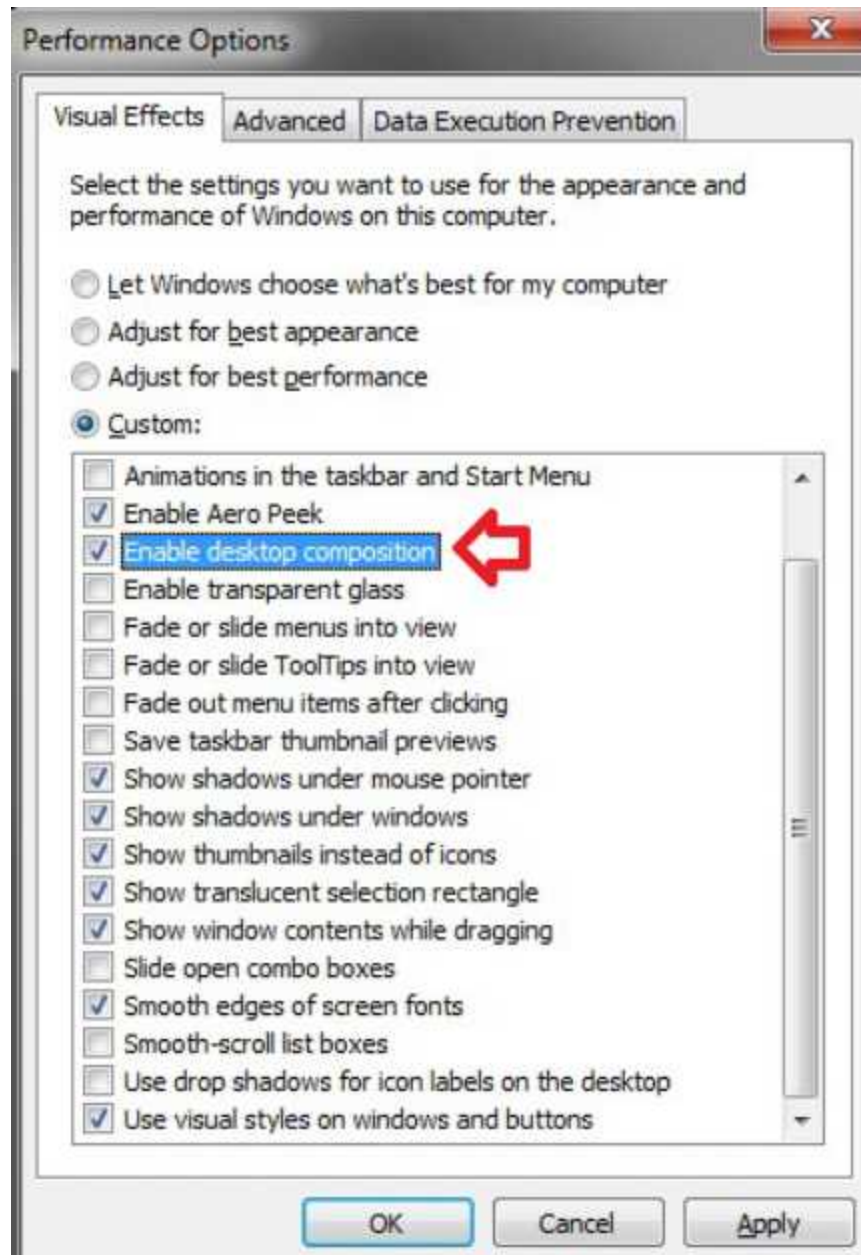 Performance Options
Visual Effects
Advanced
Data Execution Prevention
Select the settings you want to use for the appearance and
performance of Windows on this computer.
Let Windows choose what's best for my computer
Adjust for best appearance
Adjust for best performance
Custom:
Animations in the taskbar and Start Menu
Enable Aero Peek
Enable desktop composition
Enable transparent glass
Fade or slide menus into view
Fade or slide ToolTips into view
Fade out menu items after clicking
Save taskbar thumbnail previews
Show shadows under mouse pointer
Show shadows under windows
Show thumbnails instead of icons
Show translucent selection rectangle
Show window contents while dragging
Slide open combo boxes
Smooth edges of screen fonts
Smooth-scroll list boxes
Use drop shadows for icon labels on the desktop
Use visual styles on windows and buttons
OK
Cancel
Apply